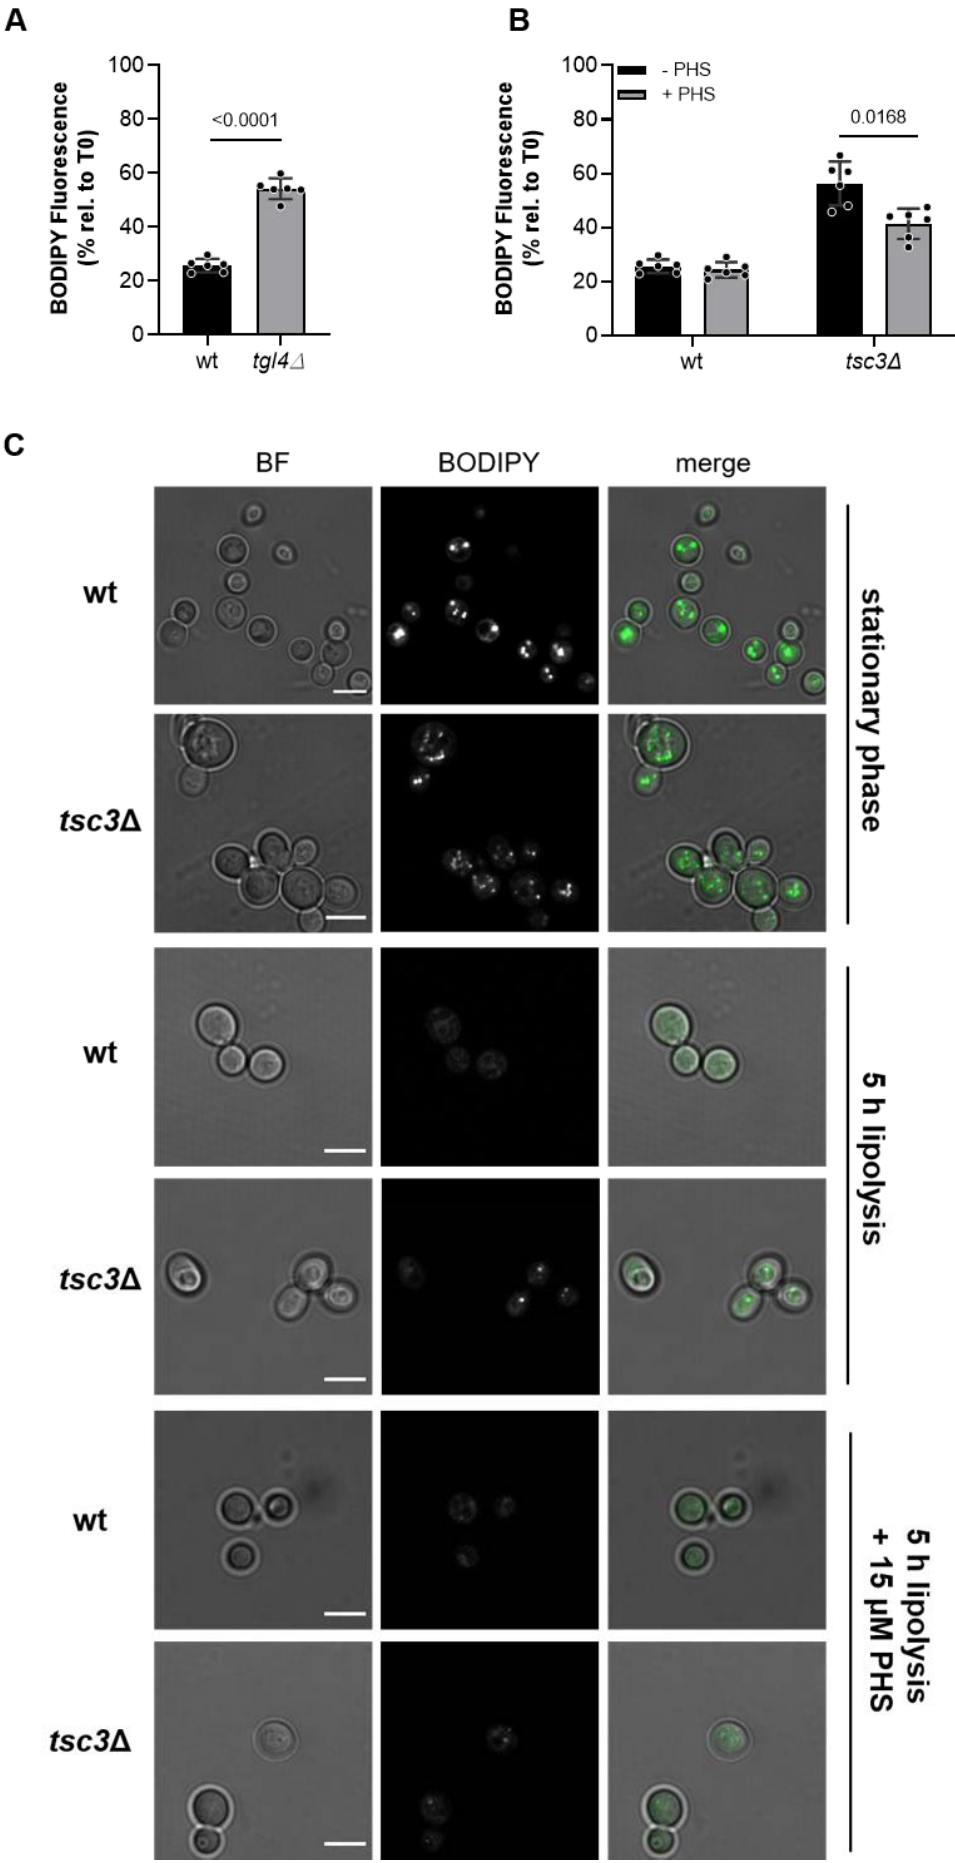 A
BODIPY Fluorescence
(% rel. to T0)
100
80
60
40
20
0
<0.0001
wt
tgl4Δ
B
BODIPY Fluorescence
(% rel. to T0)
100
80
60
40
20
0
- PHS
+ PHS
0.0168
wt
tsc3Δ
C
BF
BODIPY
merge
wt
tsc3Δ
stationary phase
wt
tsc3Δ
5 h lipolysis
wt
tsc3Δ
5 h lipolysis
+ 15 µM PHS